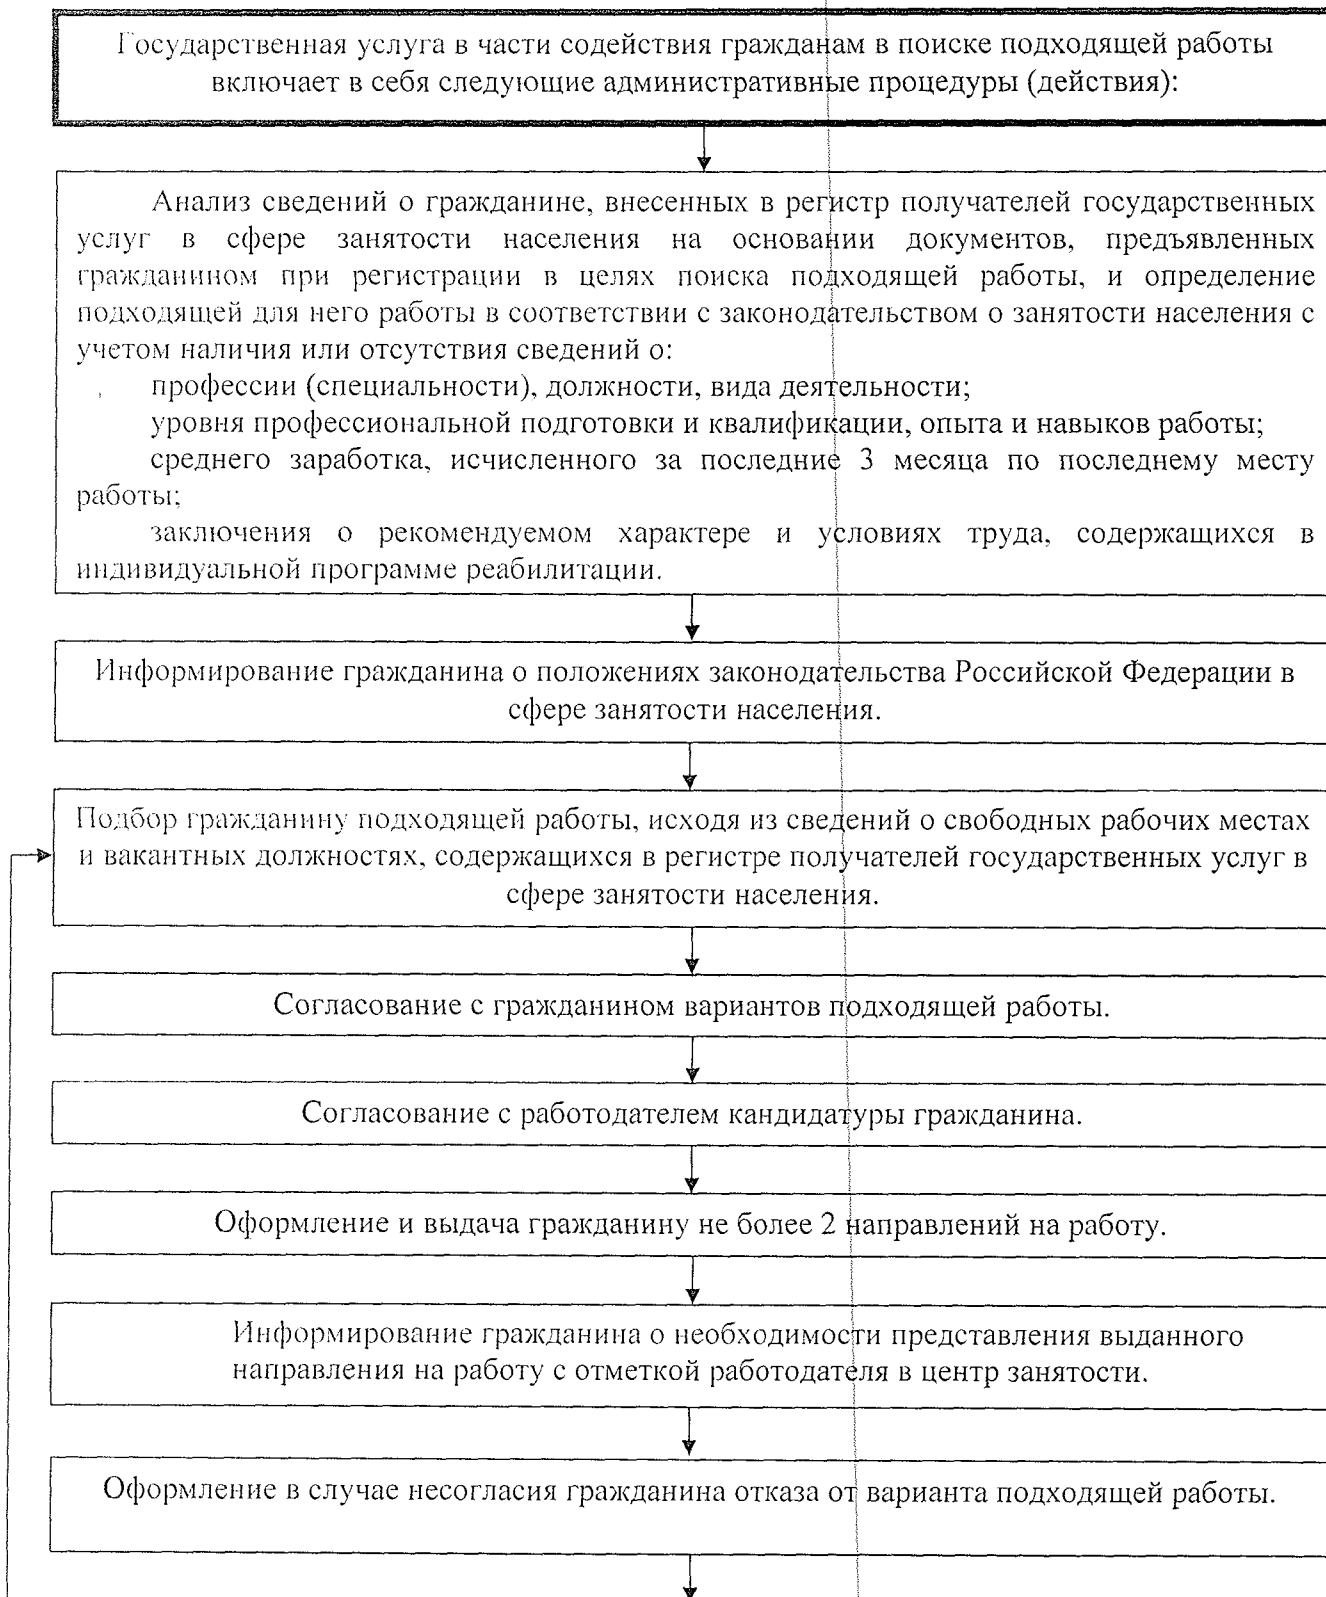 Государственная услуга в части содействия гражданам в поиске подходящей работы
включает в себя следующие административные процедуры (действия):
Анализ сведений о гражданине, внесенных в регистр получателей государственных
услуг в сфере занятости населения на основании документов, предъявленных
гражданином при регистрации в целях поиска подходящей работы, и определение
подходящей для него работы в соответствии с законодательством о занятости населения с
учетом наличия или отсутствия сведений о:
профессии (специальности), должности, вида деятельности;
уровня профессиональной подготовки и квалификации, опыта и навыков работы;
среднего заработка, исчисленного за последние 3 месяца по последнему месту
работы;
заключения о рекомендуемом характере и условиях труда, содержащихся в
индивидуальной программе реабилитации.
Информирование гражданина о положениях законодательства Российской Федерации в
сфере занятости населения.
Подбор гражданину подходящей работы, исходя из сведений о свободных рабочих местах
и вакантных должностях, содержащихся в регистре получателей государственных услуг в
сфере занятости населения.
Согласование с гражданином вариантов подходящей работы.
Согласование с работодателем кандидатуры гражданина.
Оформление и выдача гражданину не более 2 направлений на работу.
Информирование гражданина о необходимости представления выданного
направления на работу с отметкой работодателя в центр занятости.
Оформление в случае несогласия гражданина отказа от варианта подходящей работы.